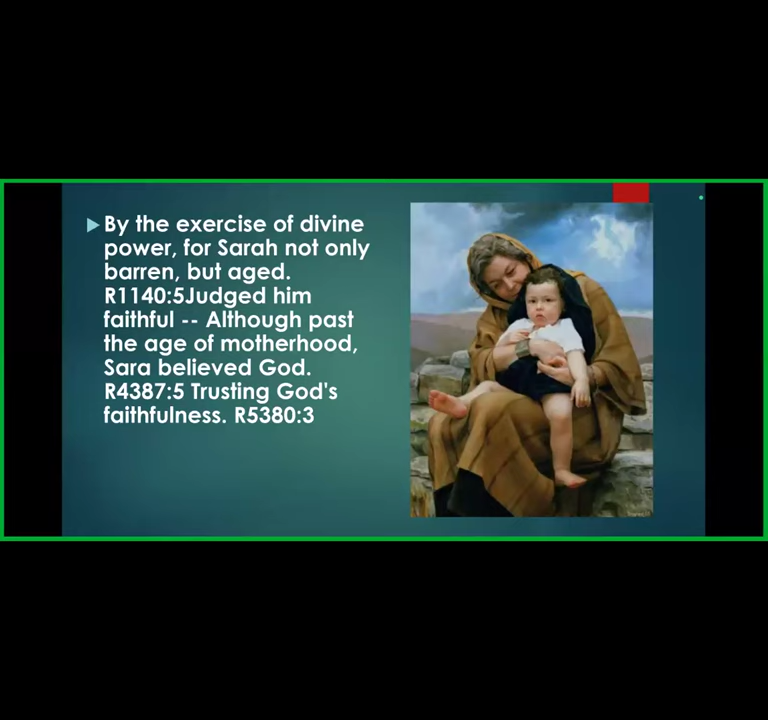 By the exercise of divine
power, for Sarah not only
barren, but aged.
R1140:5Judged him
faithful -- Although past
the age of motherhood,
Sara believed God.
R4387:5 Trusting God's
faithfulness. R5380:3